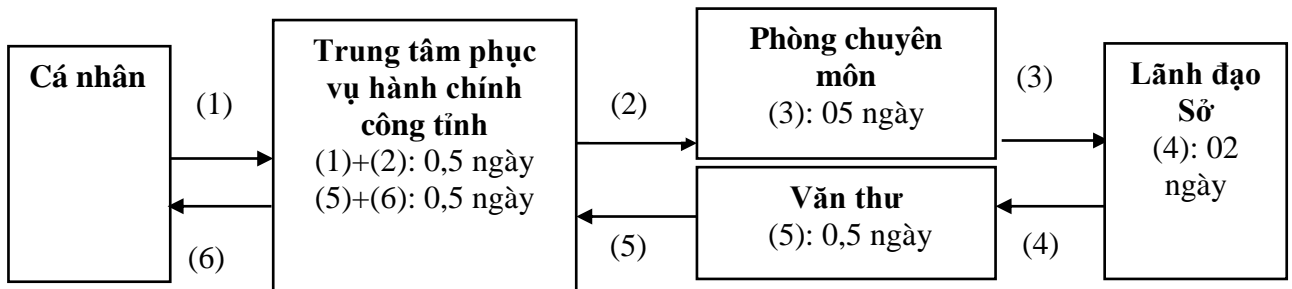 Cá nhân
(1)
(6)
Trung tâm phục
vụ hành chính
công tỉnh
(1)+(2): 0,5 ngày
(5)+(6): 0,5 ngày
(2)
(5)
Phòng chuyên
môn
(3): 05 ngày
Văn thư
(5): 0,5 ngày
(3)
(4)
Lãnh đạo
Sở
(4): 02
ngày